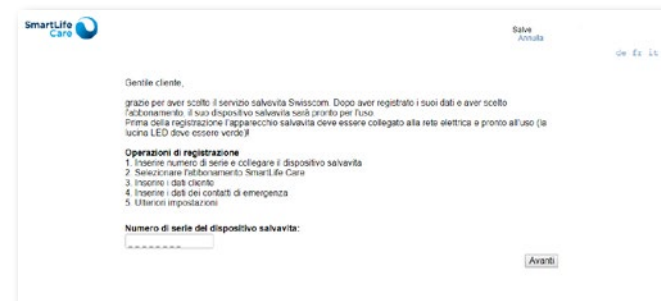 SmartLife
Care
Salve
Annulla
de fr it
Gentile cliente,
grazie per aver scelto il servizio salvavita Swisscom. Dopo aver registrato i suoi dati e aver scelto
l'abbonamento, il suo dispositivo salvavita sarà pronto per l'uso.
Prima della registrazione l'apparecchio salvavita deve essere collegato alla rete elettrica e pronto all'uso (la
lucina LED deve essere verde)!
Operazioni di registrazione
1. Inserire numero di serie e collegare il dispositivo salvavita
2. Selezionare l'abbonamento SmartLife Care
3. Inserire i dati cliente
4. Inserire i dati dei contatti di emergenza
5. Ulteriori impostazioni
Numero di serie del dispositivo salvavita:
Avanti